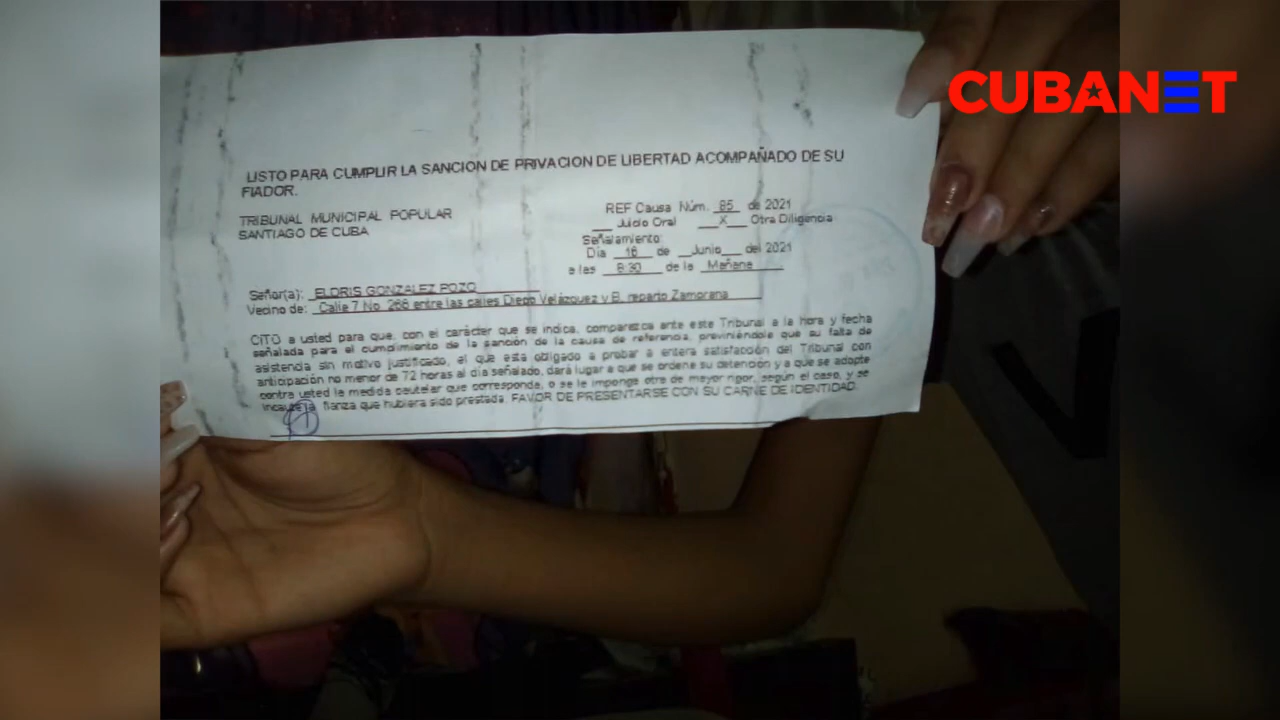 CUBANET
LISTO PARA CUMPLIR LA SANCION DE PRIVACION DE LIBERTAD ACOMPAÑADO DE SU
FIADOR.
TRIBUNAL MUNICIPAL POPULAR
SANTIAGO DE CUBA
REF Causa Núm. 85 de 2021
___ Juicio Oral __X__ Otra Diligencia
Señalamiento:
Día 16 de Junio del 2021
a las 8:30 de la Mañana
Señor(a): ELDRIS GONZALEZ POZO
Vecino de: Calle 7 No. 268 entre las calles Diego Velázquez y El reparto Zamorana
CITO a usted para que, con el carácter que se indica, comparezca ante este Tribunal a la hora y fecha
señalada para el cumplimiento de la sanción de la causa de referencia, previniéndole que su falta de
asistencia sin motivo justificado, el que esta obligado a probar a entera satisfacción del Tribunal con
anticipación no menor de 72 horas al día señalado, dará lugar a que se ordene su detención y a que se adopte
contra usted la medida cautelar que corresponde, o se le imponga otra de mayor rigor, según el caso, y se
incaute la fianza que hubiera sido prestada. FAVOR DE PRESENTARSE CON SU CARNE DE IDENTIDAD.